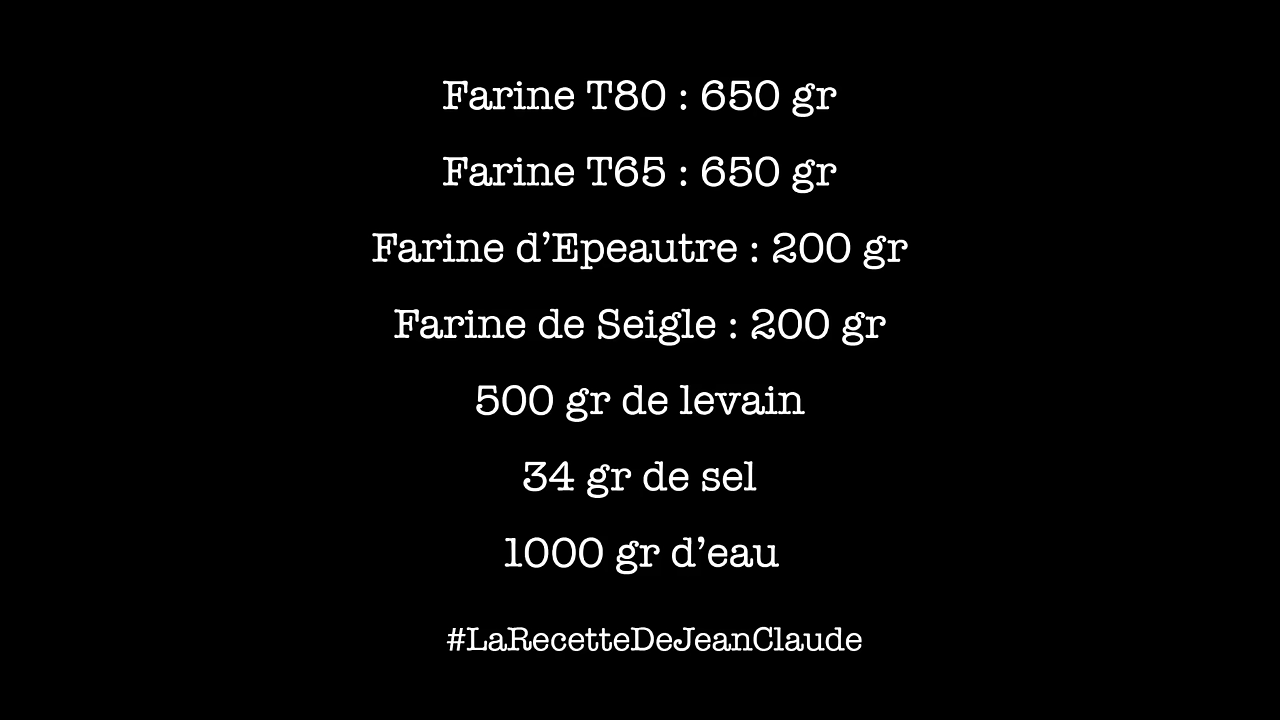 Farine T80 : 650 gr
Farine T65 : 650 gr
Farine d’Epeautre : 200 gr
Farine de Seigle : 200 gr
500 gr de levain
34 gr de sel
1000 gr d’eau
#LaRecetteDeJeanClaude